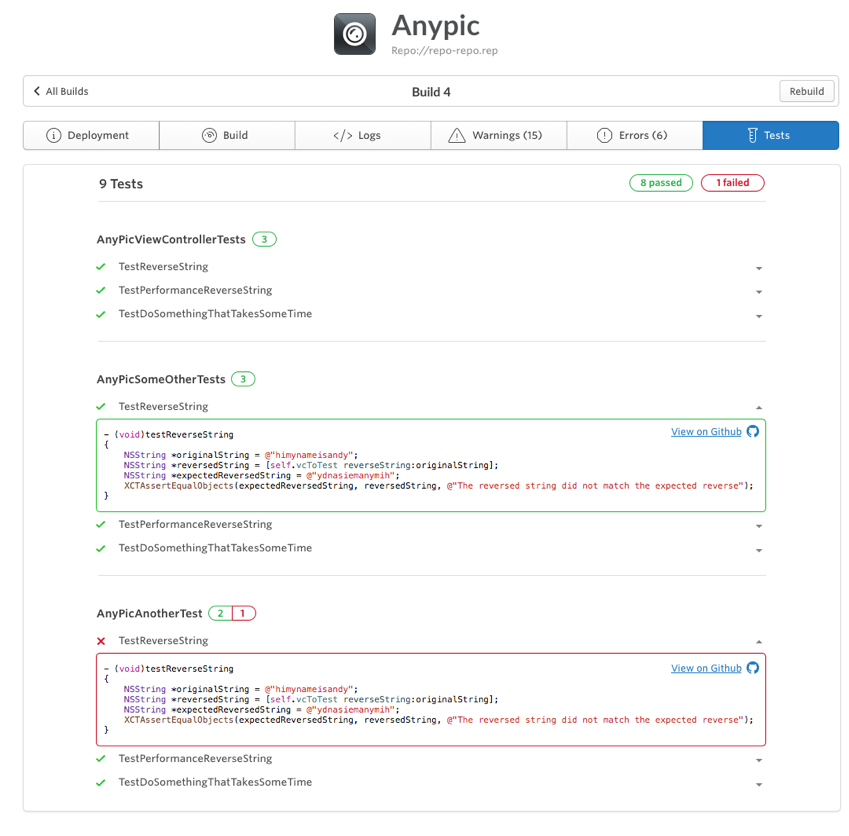 Anypic
Repo://repo-repo.rep
All Builds
Build 4
Rebuild
Deployment
Build
</> Logs
Warnings (15)
Errors (6)
Tests
9 Tests
8 passed
1 failed
AnyPicViewControllerTests 3
TestReverseString
TestPerformanceReverseString
TestDoSomethingThatTakesSomeTime
AnyPicSomeOtherTests 3
TestReverseString
View on Github
- (void)testReverseString
{
NSString *originalString = @"himynameisandy";
NSString *reversedString = [self.vcToTest reverseString:originalString];
NSString *expectedReversedString = @"ydnasiemanymih";
XCTAssertEqualObjects(expectedReversedString, reversedString, @"The reversed string did not match the expected reverse");
}
TestPerformanceReverseString
TestDoSomethingThatTakesSomeTime
AnyPicAnotherTest 2 1
TestReverseString
View on Github
- (void)testReverseString
{
NSString *originalString = @"himynameisandy";
NSString *reversedString = [self.vcToTest reverseString:originalString];
NSString *expectedReversedString = @"ydnasiemanymih";
XCTAssertEqualObjects(expectedReversedString, reversedString, @"The reversed string did not match the expected reverse");
}
TestPerformanceReverseString
TestDoSomethingThatTakesSomeTime